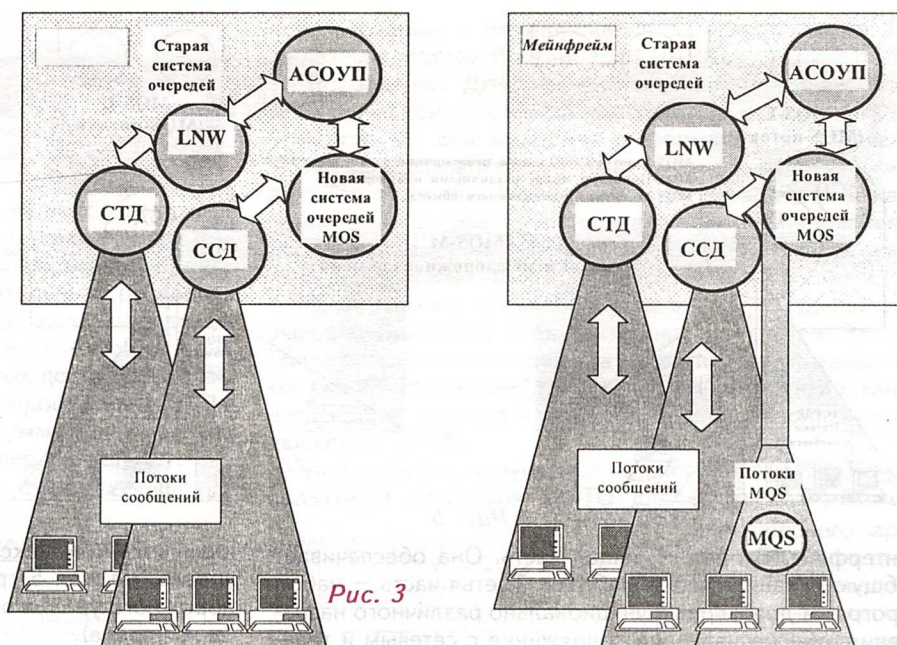 Старая
система
очередей
АСОУП
LNW
СТД
ССД
Новая
система
очередей
MQS
Потоки
сообщений
Мейнфрейм
Старая
система
очередей
АСОУП
LNW
СТД
ССД
Новая
система
очередей
MQS
Потоки
сообщений
Потоки
MQS
MQS
Рис. 3